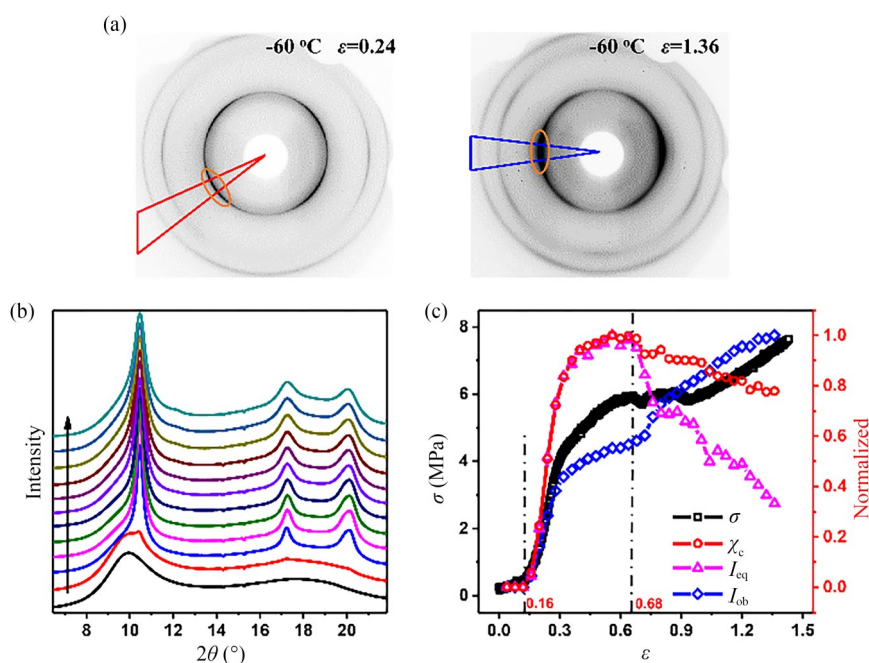 (a)
-60 °C ε=0.24
-60 °C ε=1.36
(b)
Intensity
8 10 12 14 16 18 20
2θ (°)
(c)
σ (MPa)
8
6
4
2
0
0.0 0.3 0.6 0.9 1.2 1.5
ε
0.16
0.68
σ
χc
Ieq
Iob
1.0
0.8
0.6
0.4
0.2
0.0
Normalized